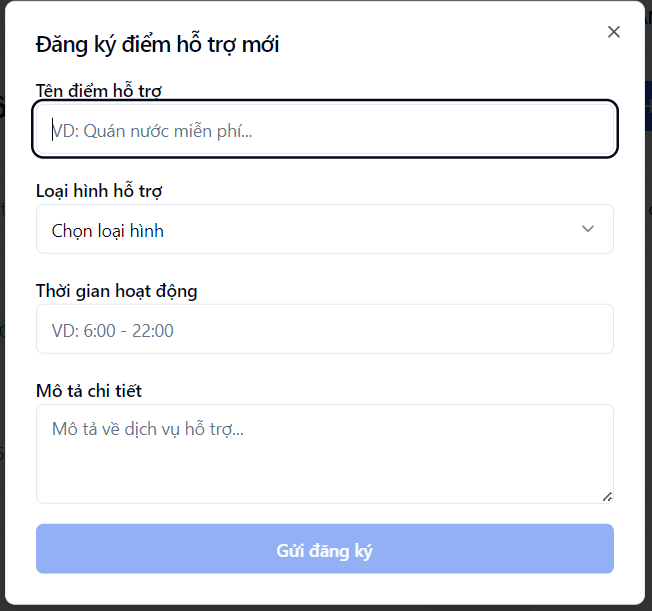 Đăng ký điểm hỗ trợ mới
Tên điểm hỗ trợ
VD: Quán nước miễn phí...
Loại hình hỗ trợ
Chọn loại hình
Thời gian hoạt động
VD: 6:00 - 22:00
Mô tả chi tiết
Mô tả về dịch vụ hỗ trợ...
Gửi đăng ký